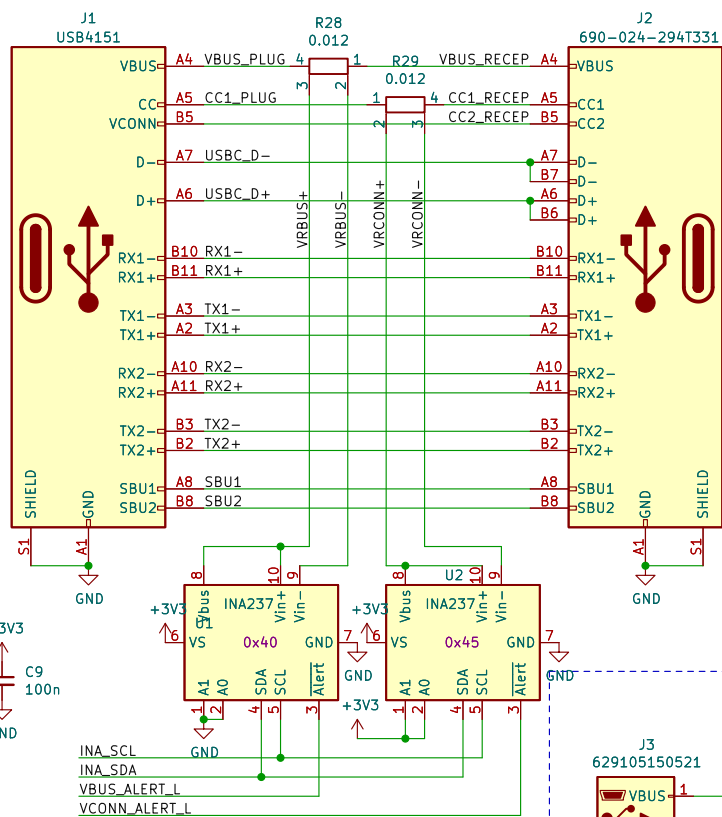 J1
USB4151
R28
0.012
R29
0.012
J2
690-024-294T331
VBUS A4 VBUS_PLUG 4 1 VBUS_RECEP A4 VBUS
3 2
CC A5 CC1_PLUG 1 4 CC1_RECEP A5 CC1
VCONN B5 2 3 CC2_RECEP B5 CC2
D- A7 USBC_D- A7 D-
B7 D-
D+ A6 USBC_D+ A6 D+
B6 D+
VRBUS+ VRBUS- VRCONN+ VRCONN-
RX1- B10 RX1- B10 RX1-
RX1+ B11 RX1+ B11 RX1+
TX1- A3 TX1- A3 TX1-
TX1+ A2 TX1+ A2 TX1+
RX2- A10 RX2- A10 RX2-
RX2+ A11 RX2+ A11 RX2+
TX2- B3 TX2- B3 TX2-
TX2+ B2 TX2+ B2 TX2+
SBU1 A8 SBU1 A8 SBU1
SBU2 B8 SBU2 B8 SBU2
SHIELD GND GND SHIELD
S1 A1 A1 S1
GND GND
8 10 9 8 10 9
U2
Vbus Vin+ Vin- Vbus Vin+ Vin-
INA237 INA237
+3V3 U1 +3V3
6 VS 0x40 GND 7 6 VS 0x45 GND 7
GND GND
A1 A0 SDA SCL Alert A1 A0 SDA SCL Alert
1 2 4 5 3 1 2 4 5 3
+3V3
GND
3V3
C9
100n
ND
INA_SCL
INA_SDA
VBUS_ALERT_L
VCONN_ALERT_L
J3
629105150521
VBUS 1